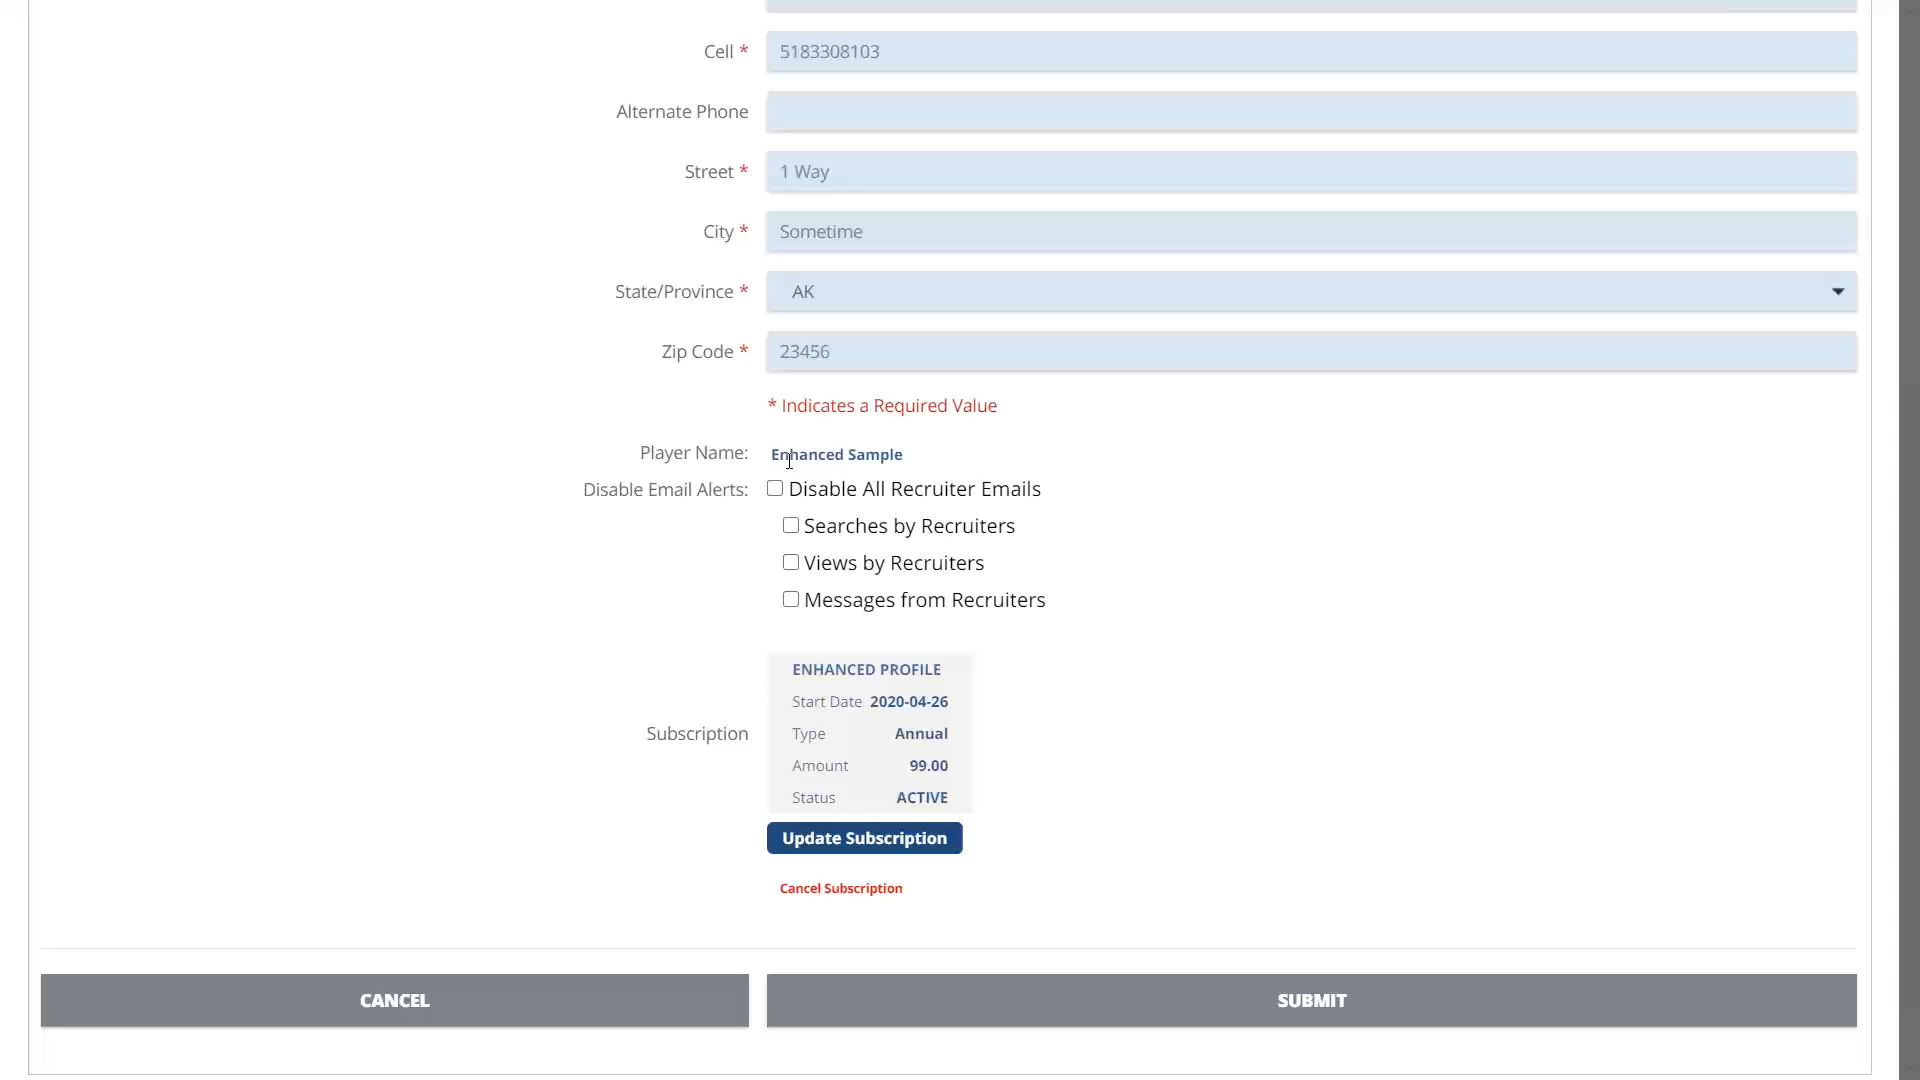 Cell * 5183308103
Alternate Phone
Street * 1 Way
City * Sometime
State/Province * AK
Zip Code * 23456
* Indicates a Required Value
Player Name: Enhanced Sample
Disable Email Alerts: Disable All Recruiter Emails
Searches by Recruiters
Views by Recruiters
Messages from Recruiters
ENHANCED PROFILE
Start Date 2020-04-26
Subscription Type Annual
Amount 99.00
Status ACTIVE
Update Subscription
Cancel Subscription
CANCEL SUBMIT